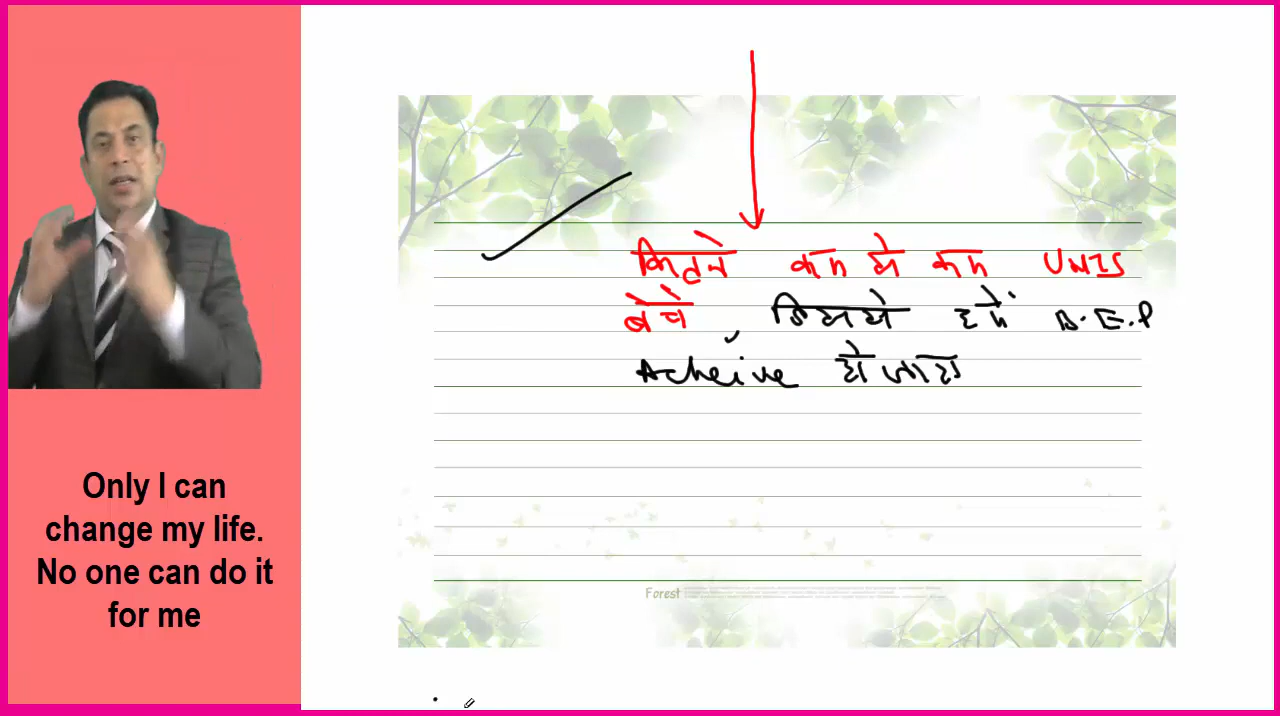 Only I can
change my life.
No one can do it
for me
कितने कम से कम UNITS
बेचे जिससे हमें B.E.P
Acheive हो जाये
Forest